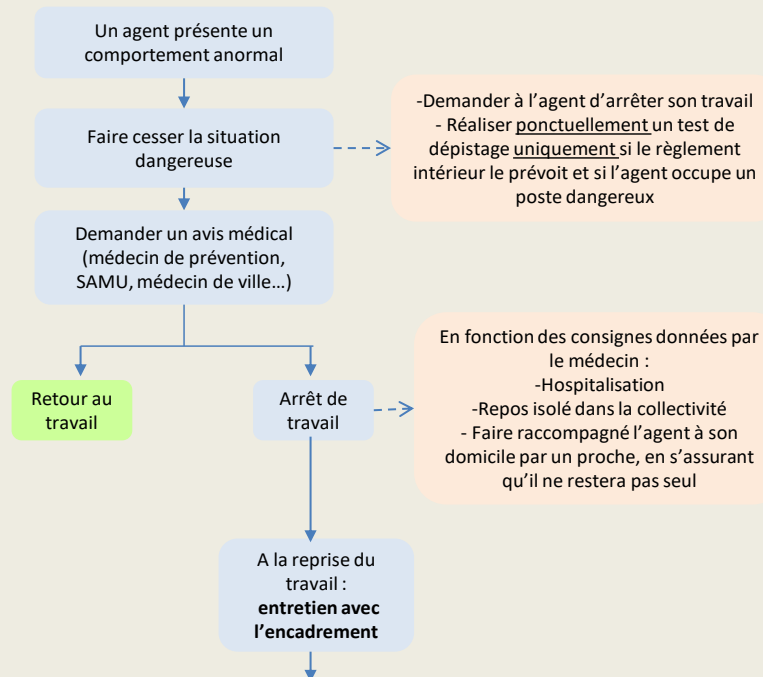 Un agent présente un
comportement anormal
Faire cesser la situation
dangereuse
-Demander à l’agent d’arrêter son travail
- Réaliser ponctuellement un test de
dépistage uniquement si le règlement
intérieur le prévoit et si l’agent occupe un
poste dangereux
Demander un avis médical
(médecin de prévention,
SAMU, médecin de ville…)
Retour au
travail
Arrêt de
travail
En fonction des consignes données par
le médecin :
-Hospitalisation
-Repos isolé dans la collectivité
- Faire raccompagné l’agent à son
domicile par un proche, en s’assurant
qu’il ne restera pas seul
A la reprise du
travail :
entretien avec
l’encadrement